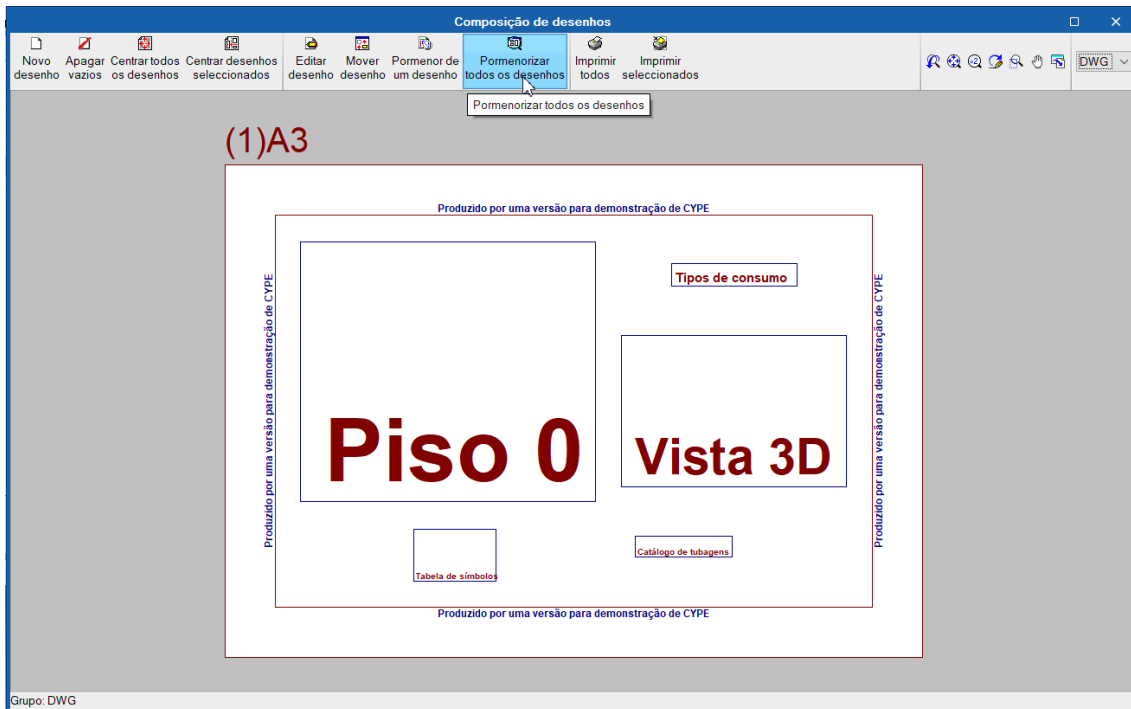 Composição de desenhos
Novo desenho
Apagar vazios
Centrar todos os desenhos
Centrar desenhos seleccionados
Editar desenho
Mover desenho
Pormenor de um desenho
Pormenorizar todos os desenhos
Imprimir todos
Imprimir seleccionados
DWG
Pormenorizar todos os desenhos
(1)A3
Produzido por uma versão para demonstração de CYPE
Produzido por uma versão para demonstração de CYPE
Tipos de consumo
Produzido por uma versão para demonstração de CYPE
Piso 0
Vista 3D
Tabela de símbolos
Catálogo de tubagens
Produzido por uma versão para demonstração de CYPE
Grupo: DWG